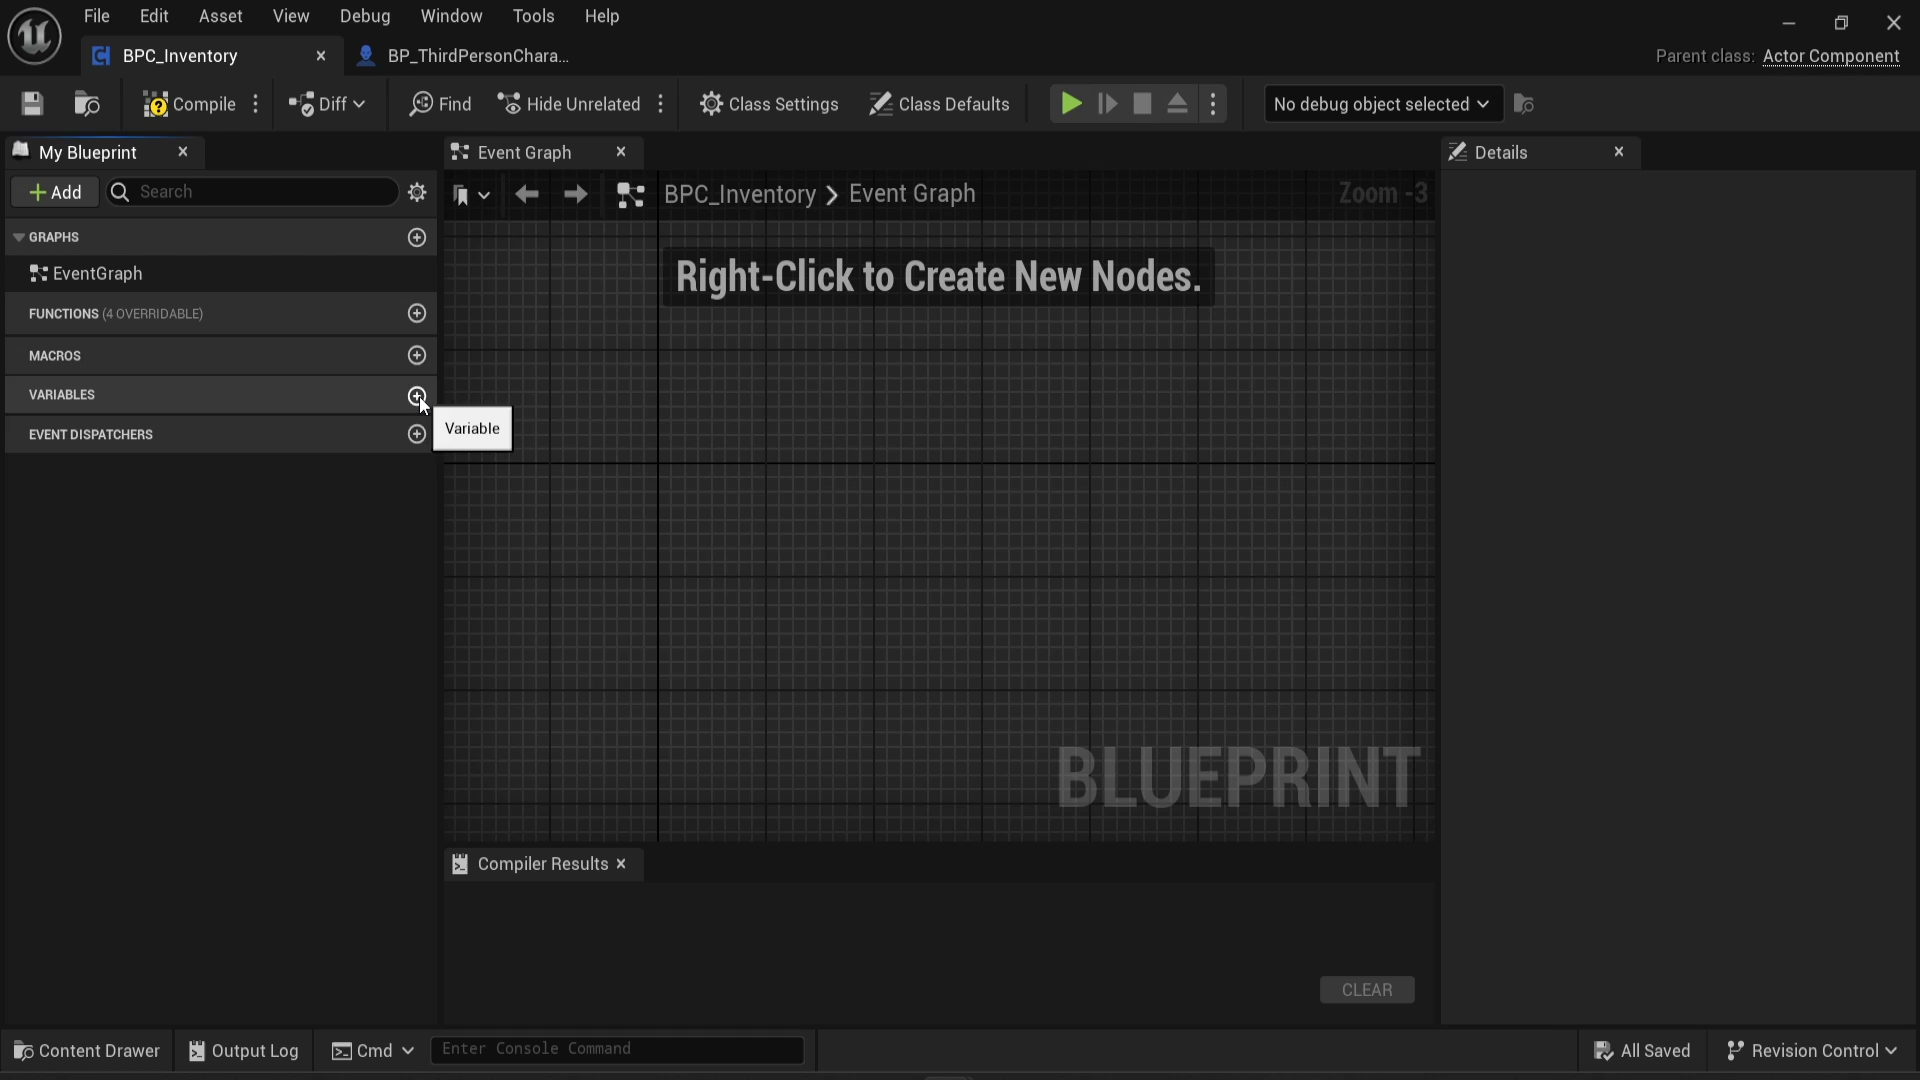 File Edit Asset View Debug Window Tools Help
BPC_Inventory
BP_ThirdPersonChara...
Parent class: Actor Component
Compile
Diff
Find
Hide Unrelated
Class Settings
Class Defaults
No debug object selected
My Blueprint
Event Graph
Details
Add
Search
BPC_Inventory > Event Graph
Zoom -3
GRAPHS
EventGraph
FUNCTIONS (4 OVERRIDABLE)
MACROS
VARIABLES
EVENT DISPATCHERS
Variable
Right-Click to Create New Nodes.
BLUEPRINT
Compiler Results
CLEAR
Content Drawer
Output Log
Cmd
Enter Console Command
All Saved
Revision Control